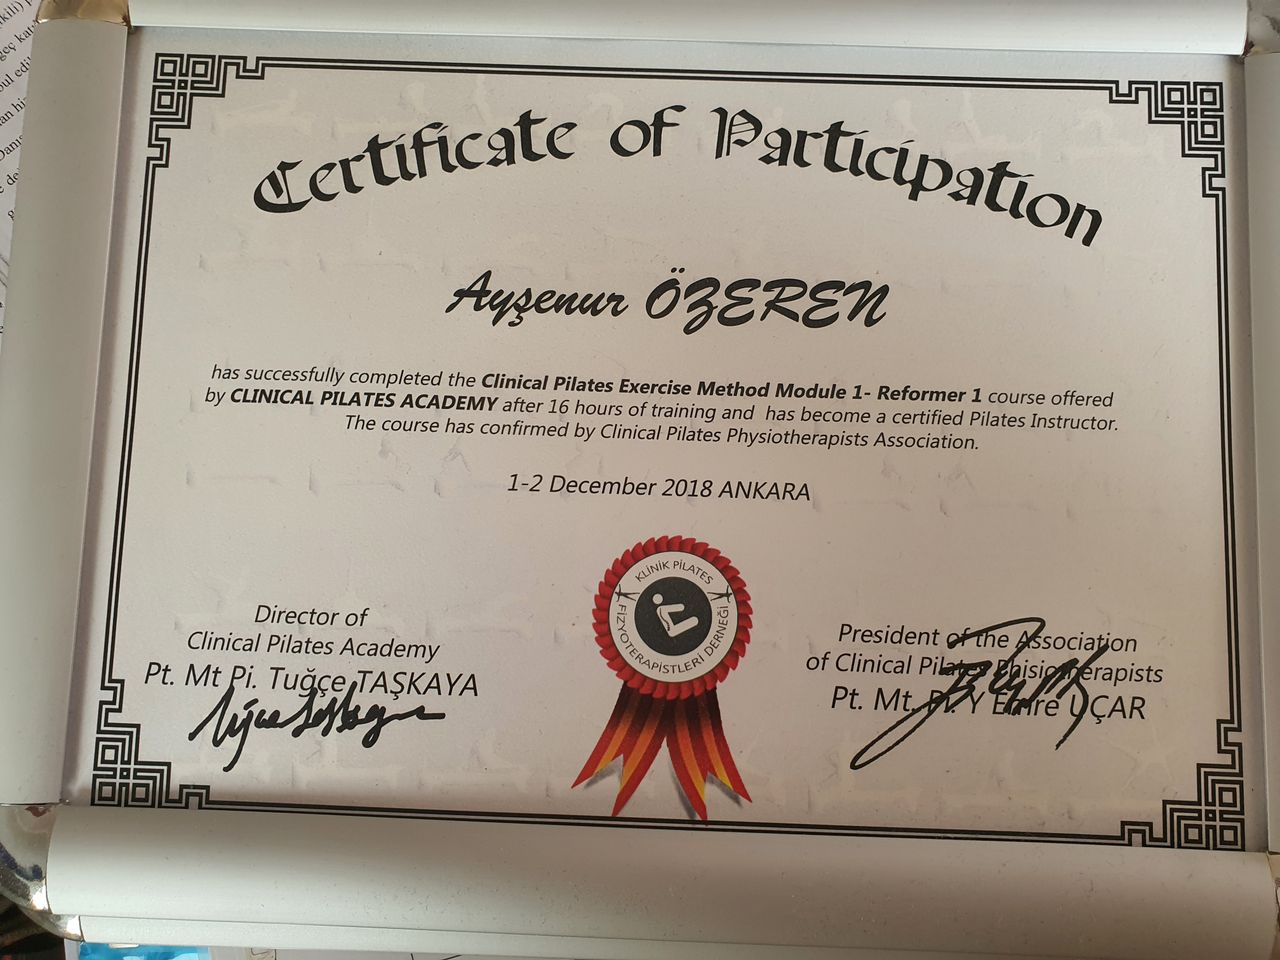 Certificate of Participation
Ayşenur ÖZEREN
has successfully completed the Clinical Pilates Exercise Method Module 1- Reformer 1 course offered
by CLINICAL PILATES ACADEMY after 16 hours of training and has become a certified Pilates Instructor.
The course has confirmed by Clinical Pilates Physiotherapists Association.
1-2 December 2018 ANKARA
KLİNİK PİLATES
FİZYOTERAPİSTLERİ DERNEĞİ
Director of
Clinical Pilates Academy
Pt. Mt Pi. Tuğçe TAŞKAYA
President of the Association
of Clinical Pilates Phisiotherapists
Pt. Mt. Pi. Y Emre UÇAR